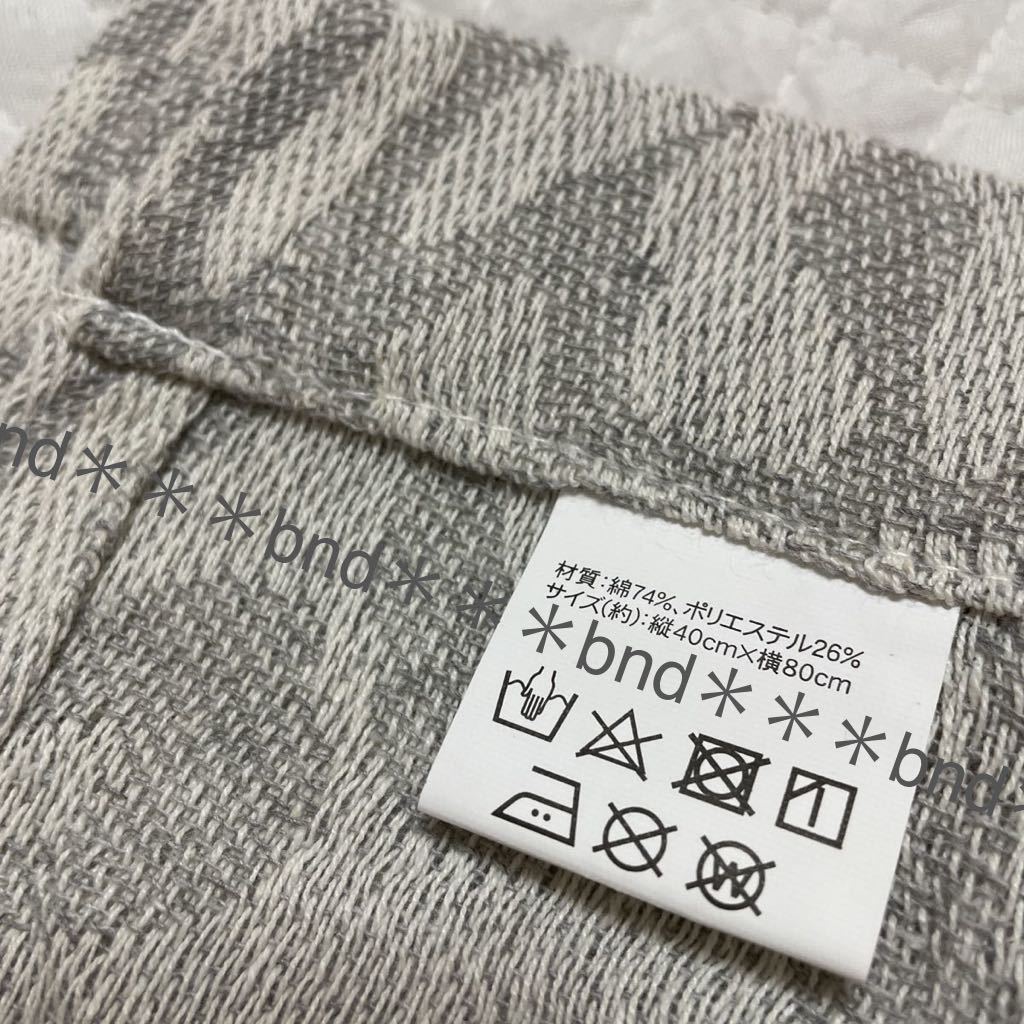 材質:綿74%、ポリエステル26%
サイズ(約):縦40cm×横80cm
nd＊＊＊bnd＊＊＊bnd＊＊＊bnd＊